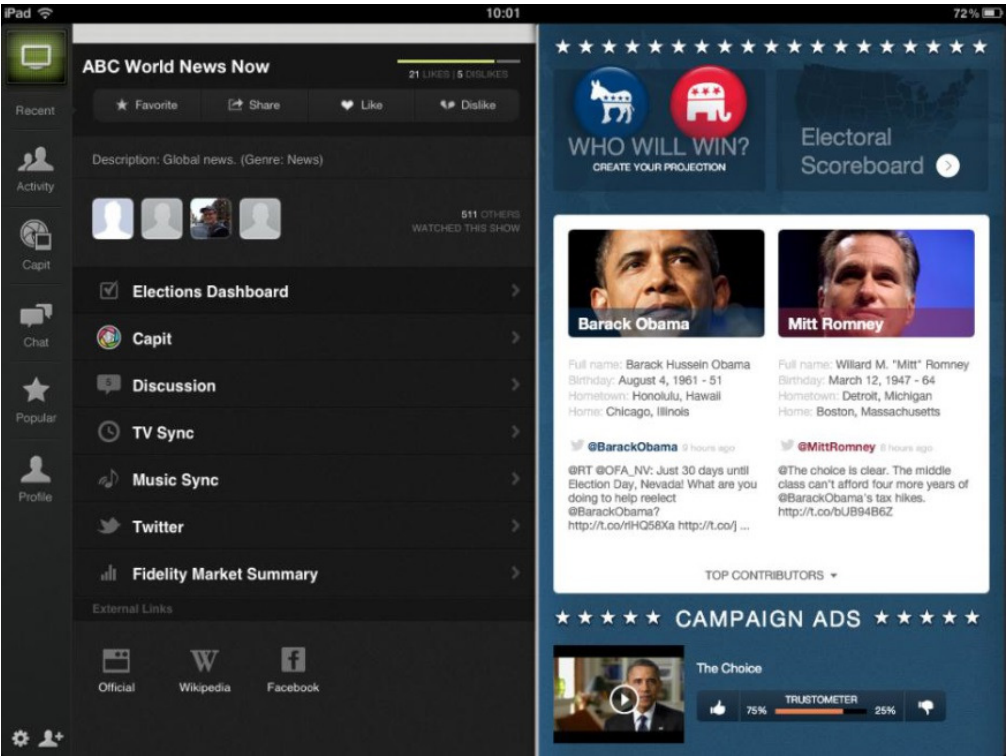 iPad
10:01
72%
Recent
Activity
Capit
Chat
Popular
Profile
ABC World News Now
21 LIKES | 5 DISLIKES
Favorite
Share
Like
Dislike
Description: Global news. (Genre: News)
511 OTHERS
WATCHED THIS SHOW
Elections Dashboard
Capit
5
Discussion
TV Sync
Music Sync
Twitter
Fidelity Market Summary
External Links
W
f
Official
Wikipedia
Facebook
WHO WILL WIN?
CREATE YOUR PROJECTION
Electoral
Scoreboard
Barack Obama
Full name: Barack Hussein Obama
Birthday: August 4, 1961 - 51
Hometown: Honolulu, Hawaii
Home: Chicago, Illinois
@BarackObama 9 hours ago
@RT @OFA_NV: Just 30 days until
Election Day, Nevada! What are you
doing to help reelect
@BarackObama?
http://t.co/rlHQ58Xa http://t.co/j ...
Mitt Romney
Full name: Willard M. "Mitt" Romney
Birthday: March 12, 1947 - 64
Hometown: Detroit, Michigan
Home: Boston, Massachusetts
@MittRomney 8 hours ago
@The choice is clear. The middle
class can't afford four more years of
@BarackObama's tax hikes.
http://t.co/bUB94B6Z
TOP CONTRIBUTORS
CAMPAIGN ADS
The Choice
TRUSTOMETER
75%
25%